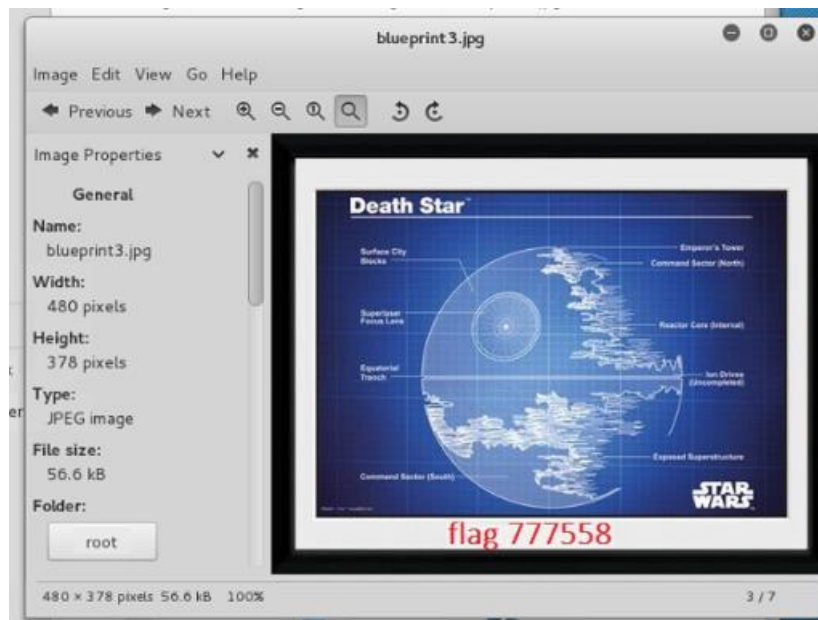 blueprint3.jpg
Image Edit View Go Help
Previous Next
Image Properties
General
Name:
blueprint3.jpg
Width:
480 pixels
Height:
378 pixels
Type:
JPEG image
File size:
56.6 kB
Folder:
root
480 × 378 pixels 56.6 kB 100%
3 / 7
Death Star™
Surface City
Blocks
Superlaser
Focus Lens
Equatorial
Trench
Command Sector (South)
Emperor's Tower
Command Sector (North)
Reactor Core (Internal)
Ion Drives
(Uncompleted)
Exposed Superstructure
STAR
WARS
flag 777558